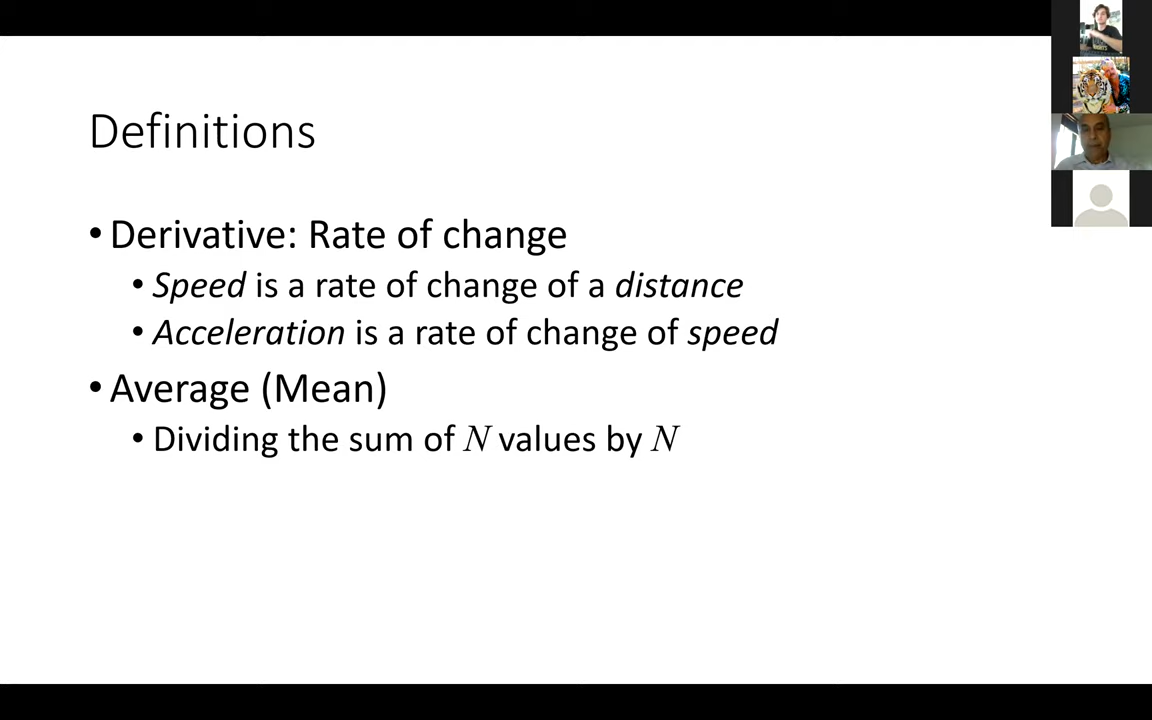 Definitions
• Derivative: Rate of change
• Speed is a rate of change of a distance
• Acceleration is a rate of change of speed
• Average (Mean)
• Dividing the sum of N values by N